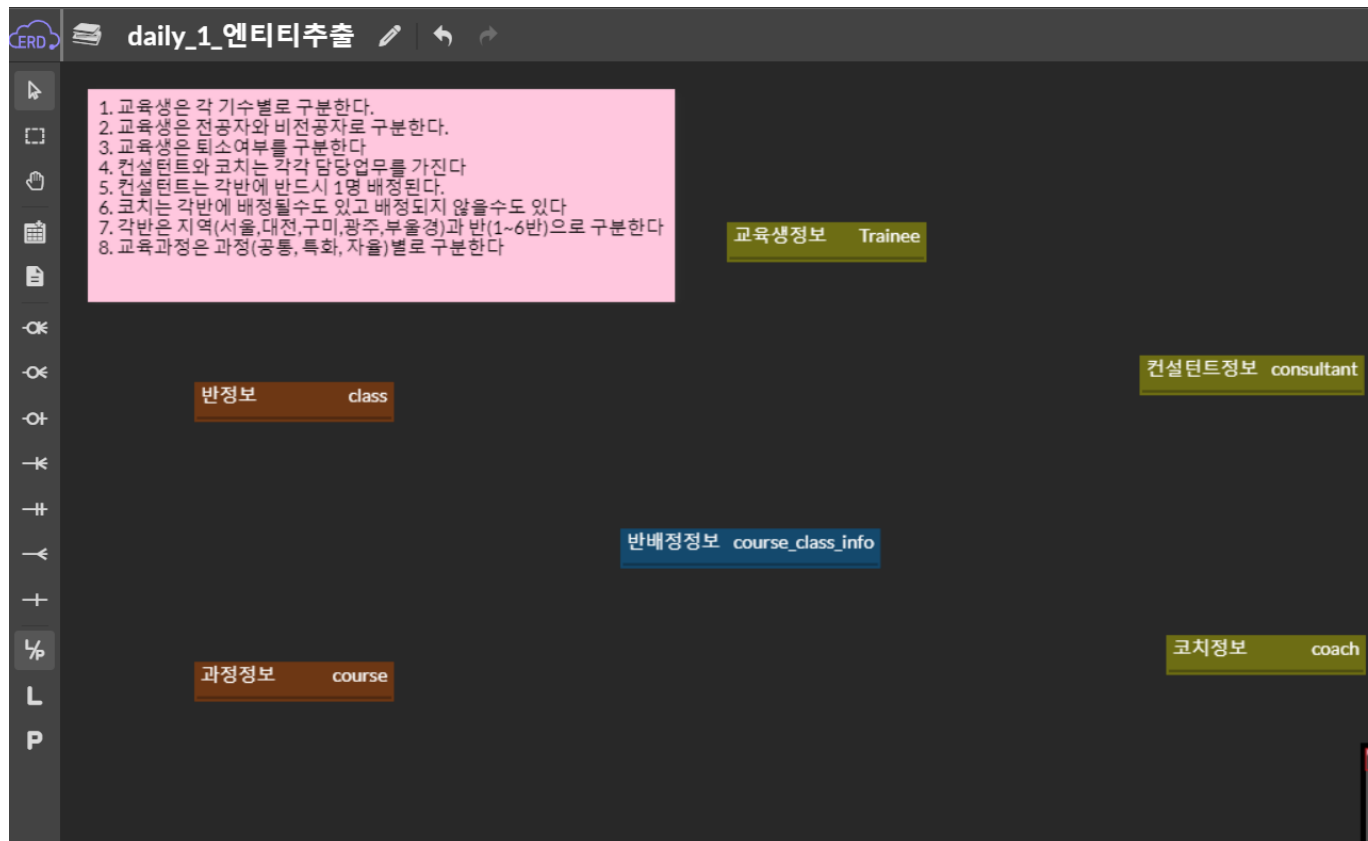 ERD
daily_1_엔티티추출
1. 교육생은 각 기수별로 구분한다.
2. 교육생은 전공자와 비전공자로 구분한다.
3. 교육생은 퇴소여부를 구분한다
4. 컨설턴트와 코치는 각각 담당업무를 가진다
5. 컨설턴트는 각반에 반드시 1명 배정된다.
6. 코치는 각반에 배정될수도 있고 배정되지 않을수도 있다
7. 각반은 지역(서울,대전,구미,광주,부울경)과 반(1~6반)으로 구분한다
8. 교육과정은 과정(공통, 특화, 자율)별로 구분한다
교육생정보 Trainee
컨설턴트정보 consultant
반정보 class
반배정정보 course_class_info
코치정보 coach
과정정보 course
L/P
L
P